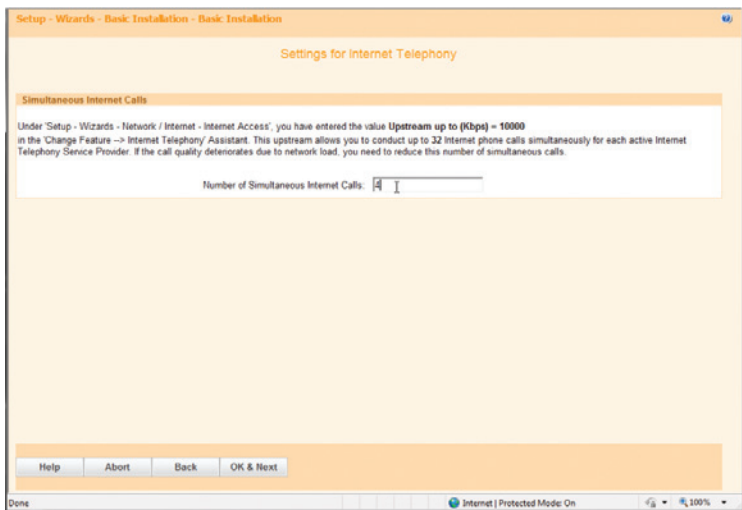 Setup - Wizards - Basic Installation - Basic Installation
Settings for Internet Telephony
Simultaneous Internet Calls
Under 'Setup - Wizards - Network / Internet - Internet Access', you have entered the value Upstream up to (Kbps) = 10000
in the 'Change Feature --> Internet Telephony' Assistant. This upstream allows you to conduct up to 32 Internet phone calls simultaneously for each active Internet
Telephony Service Provider. If the call quality deteriorates due to network load, you need to reduce this number of simultaneous calls.
Number of Simultaneous Internet Calls: 4
Help Abort Back OK & Next
Done Internet | Protected Mode: On 100%